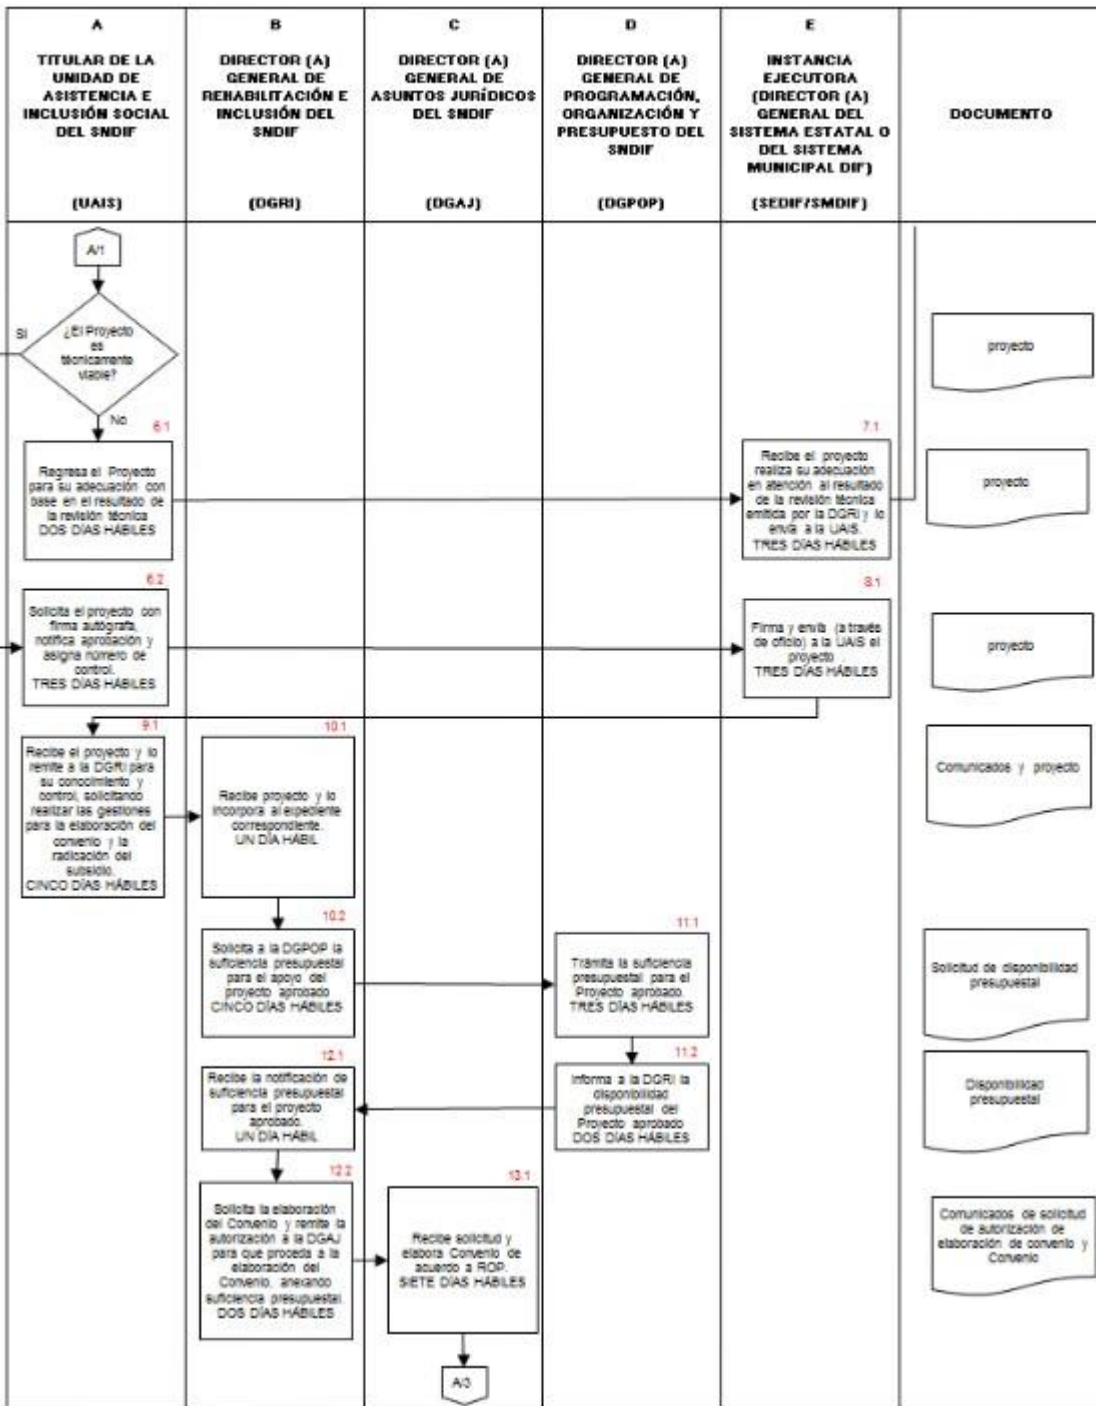 A
TITULAR DE LA
UNIDAD DE
ASISTENCIA E
INCLUSIÓN SOCIAL
DEL SNDIF
(UAIS)
B
DIRECTOR (A)
GENERAL DE
REHABILITACIÓN E
INCLUSIÓN DEL
SNDIF
(DGRI)
C
DIRECTOR (A)
GENERAL DE
ASUNTOS JURÍDICOS
DEL SNDIF
(DGAJ)
D
DIRECTOR (A)
GENERAL DE
PROGRAMACIÓN,
ORGANIZACIÓN Y
PRESUPUESTO DEL
SNDIF
(DGPOP)
E
INSTANCIA
EJECUTORA
(DIRECTOR (A)
GENERAL DEL
SISTEMA ESTATAL O
DEL SISTEMA
MUNICIPAL DIF)
(SEDIF/SMDIF)
DOCUMENTO
A/1
¿El Proyecto
es
técnicamente
viable?
Si
No
proyecto
6.1
Regresa el Proyecto
para su adecuación con
base en el resultado de
la revisión técnica
DOS DÍAS HÁBILES
7.1
Recibe el proyecto
realiza su adecuación
en atención al resultado
de la revisión técnica
emitida por la DGRI y lo
envía a la UAIS.
TRES DÍAS HÁBILES
proyecto
6.2
Solicita el proyecto con
firma autógrafa,
notifica aprobación y
asigna número de
control.
TRES DÍAS HÁBILES
8.1
Firma y envía (a través
de oficio) a la UAIS el
proyecto .
TRES DÍAS HÁBILES
proyecto
9.1
Recibe el proyecto y lo
remite a la DGRI para
su conocimiento y
control, solicitando
realizar las gestiones
para la elaboración del
convenio y la
radicación del
subsidio.
CINCO DÍAS HÁBILES
10.1
Recibe proyecto y lo
incorpora al expediente
correspondiente.
UN DÍA HÁBIL
Comunicados y proyecto
10.2
Solicita a la DGPOP la
suficiencia presupuestal
para el apoyo del
proyecto aprobado
CINCO DÍAS HÁBILES
11.1
Trámita la suficiencia
presupuestal para el
Proyecto aprobado.
TRES DÍAS HÁBILES
Solicitud de disponibilidad
presupuestal
12.1
Recibe la notificación de
suficiencia presupuestal
para el proyecto
aprobado.
UN DÍA HÁBIL
11.2
Informa a la DGRI la
disponibilidad
presupuestal del
Proyecto aprobado
DOS DÍAS HÁBILES
Disponibilidad
presupuestal
12.2
Solicita la elaboración
del Convenio y remite la
autorización a la DGAJ
para que proceda a la
elaboración del
Convenio, anexando
suficiencia presupuestal.
DOS DÍAS HÁBILES
13.1
Recibe solicitud y
elabora Convenio de
acuerdo a ROP.
SIETE DÍAS HÁBILES
Comunicados de solicitud
de autorización de
elaboración de convenio y
Convenio
A/3